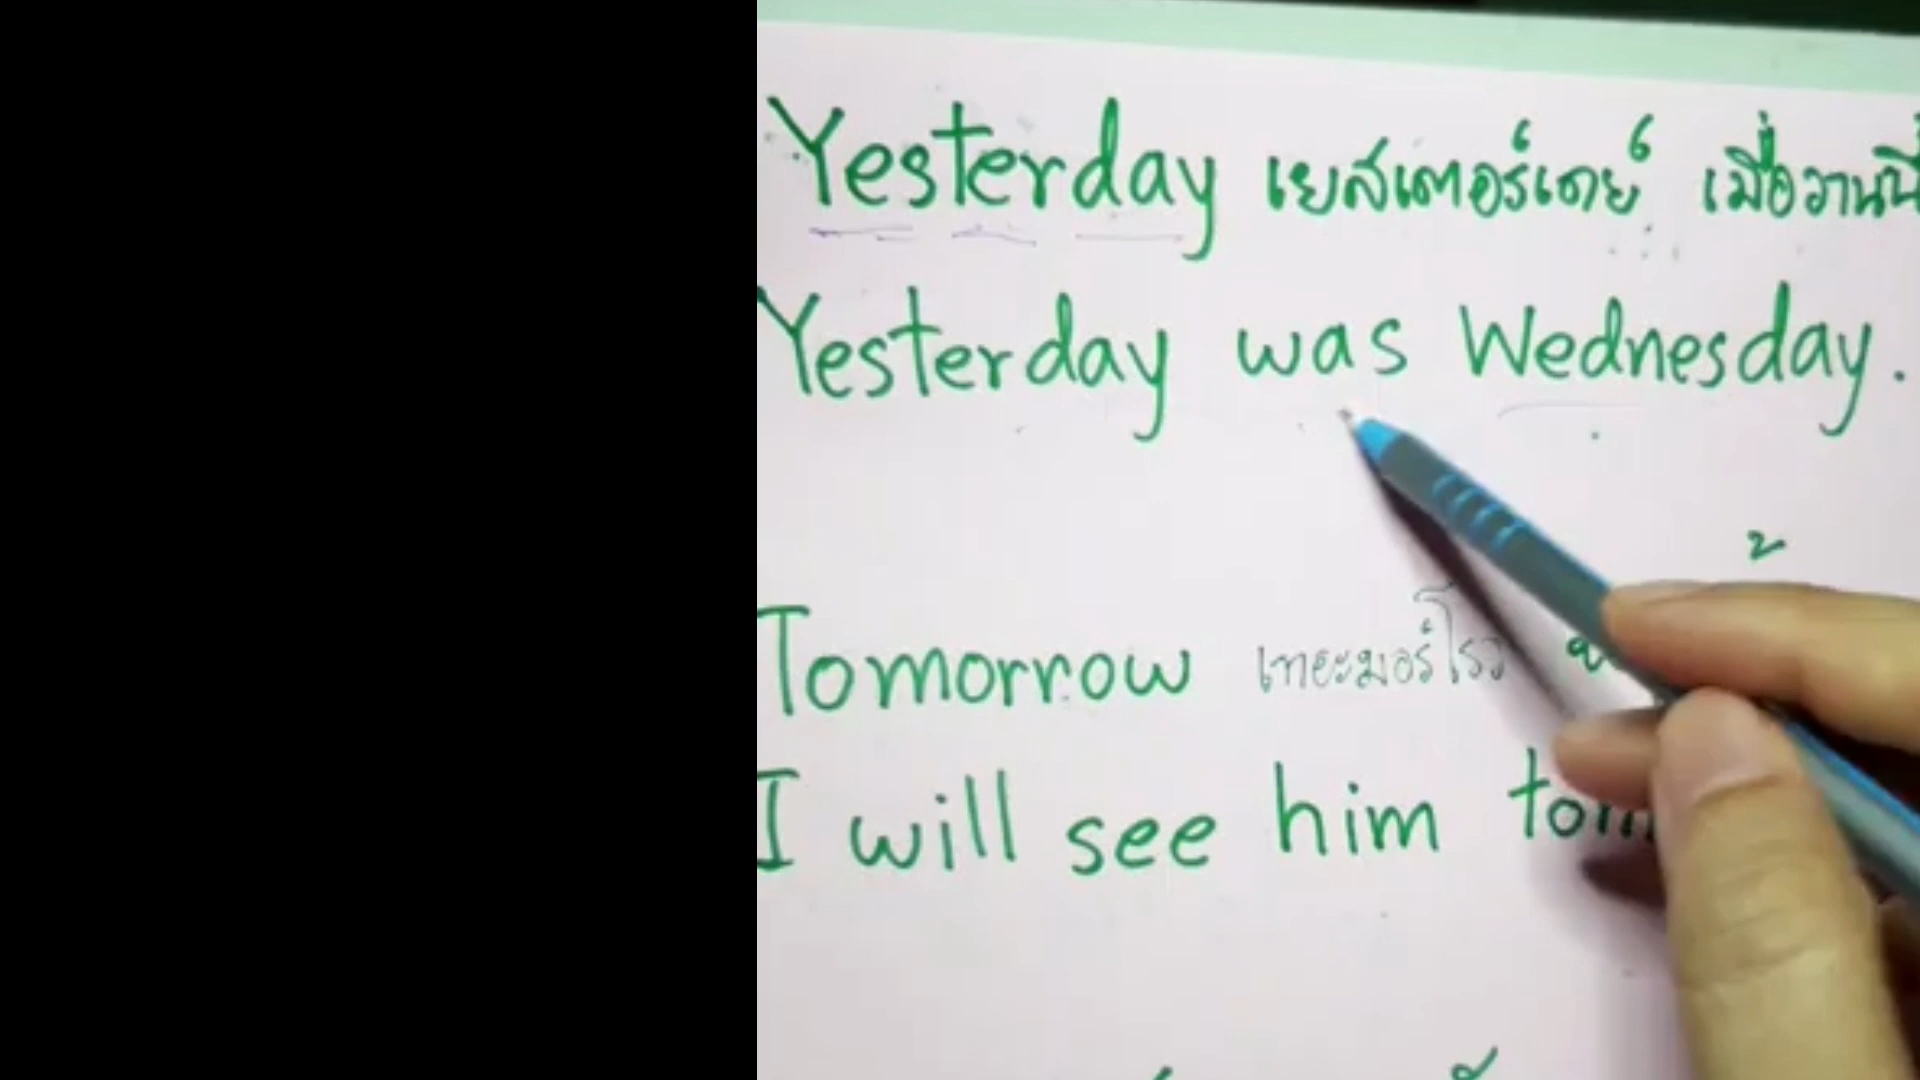 Yesterday เยสเตอร์เดย์ เมื่อวานนี้
Yesterday was Wednesday.
Tomorrow เทอะมอร์โรว
I will see him